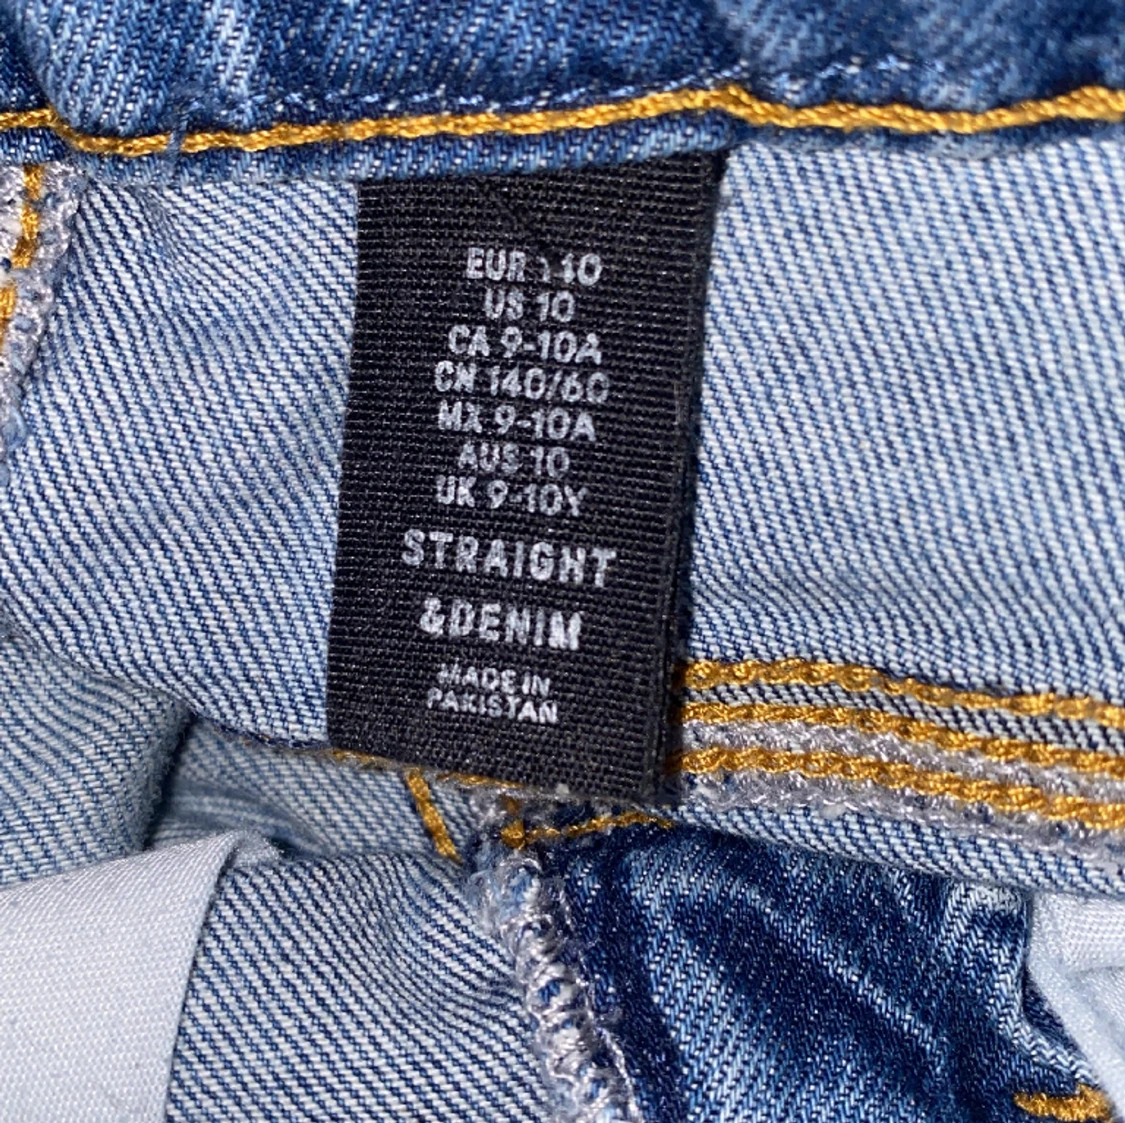 EUR 140
US 10
CA 9-10A
CN 140/60
MX 9-10A
AUS 10
UK 9-10Y
STRAIGHT
&DENIM
MADE IN
PAKISTAN